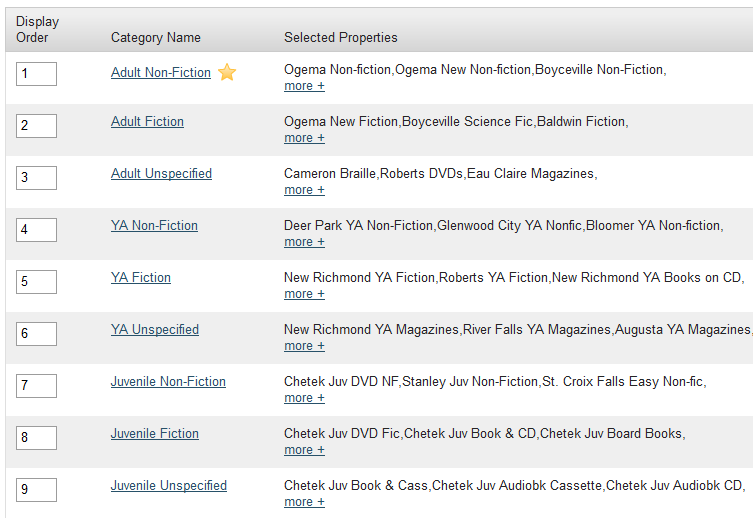 Display
Order Category Name Selected Properties
1 Adult Non-Fiction Ogema Non-fiction,Ogema New Non-fiction,Boyceville Non-Fiction,
more +
2 Adult Fiction Ogema New Fiction,Boyceville Science Fic,Baldwin Fiction,
more +
3 Adult Unspecified Cameron Braille,Roberts DVDs,Eau Claire Magazines,
more +
4 YA Non-Fiction Deer Park YA Non-Fiction,Glenwood City YA Nonfic,Bloomer YA Non-fiction,
more +
5 YA Fiction New Richmond YA Fiction,Roberts YA Fiction,New Richmond YA Books on CD,
more +
6 YA Unspecified New Richmond YA Magazines,River Falls YA Magazines,Augusta YA Magazines,
more +
7 Juvenile Non-Fiction Chetek Juv DVD NF,Stanley Juv Non-Fiction,St. Croix Falls Easy Non-fic,
more +
8 Juvenile Fiction Chetek Juv DVD Fic,Chetek Juv Book & CD,Chetek Juv Board Books,
more +
9 Juvenile Unspecified Chetek Juv Book & Cass,Chetek Juv Audiobk Cassette,Chetek Juv Audiobk CD,
more +